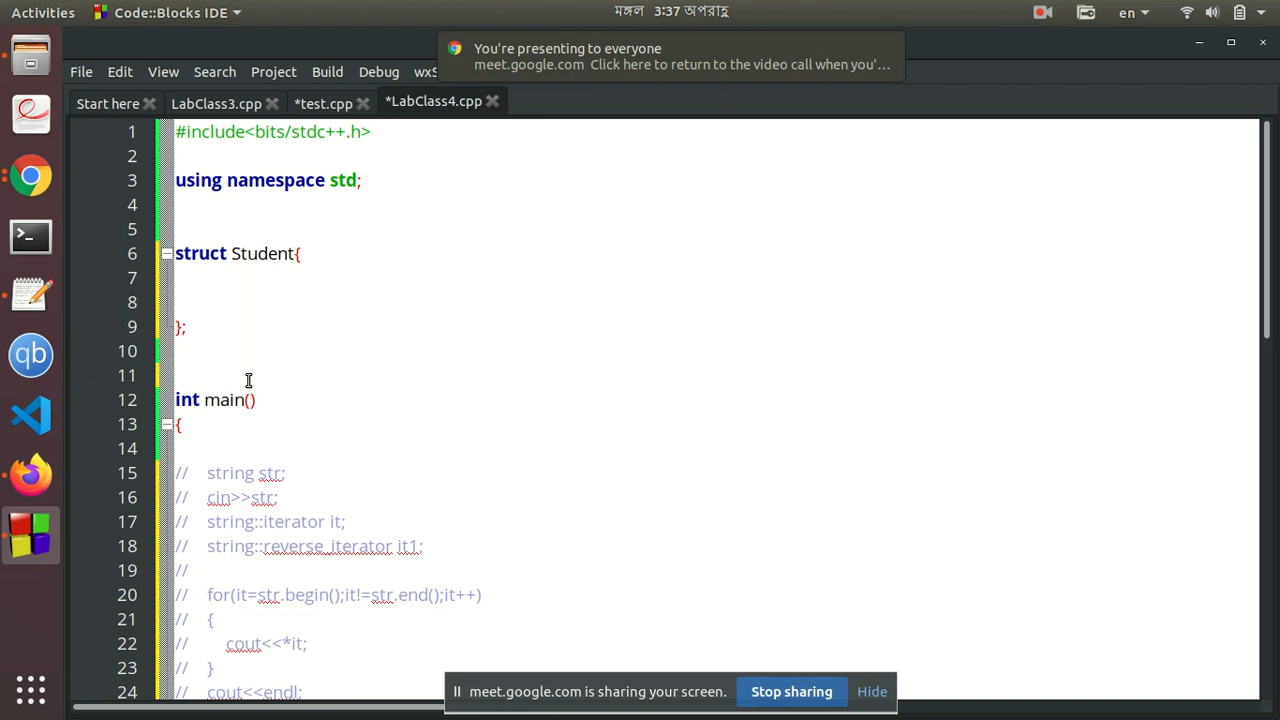 Activities
Code::Blocks IDE
মঙ্গল 3:37 অপরাহ্ণ
en
You're presenting to everyone
meet.google.com Click here to return to the video call when you'...
File Edit View Search Project Build Debug wxS
Start here
LabClass3.cpp
*test.cpp
*LabClass4.cpp
1 #include<bits/stdc++.h>
2
3 using namespace std;
4
5
6 struct Student{
7
8
9 };
10
11
12 int main()
13 {
14
15 // string str;
16 // cin>>str;
17 // string::iterator it;
18 // string::reverse_iterator it1;
19 //
20 // for(it=str.begin();it!=str.end();it++)
21 // {
22 // cout<<*it;
23 // }
24 // cout<<endl;
meet.google.com is sharing your screen.
Stop sharing
Hide